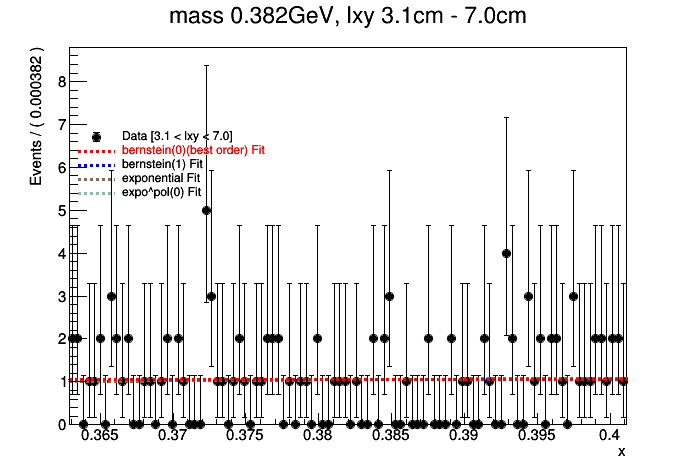 mass 0.382GeV, lxy 3.1cm - 7.0cm
Events / ( 0.000382 )
8
7
6
5
4
3
2
1
0
Data [3.1 < lxy < 7.0]
bernstein(0)(best order) Fit
bernstein(1) Fit
exponential Fit
expo^pol(0) Fit
0.365 0.37 0.375 0.38 0.385 0.39 0.395 0.4
x